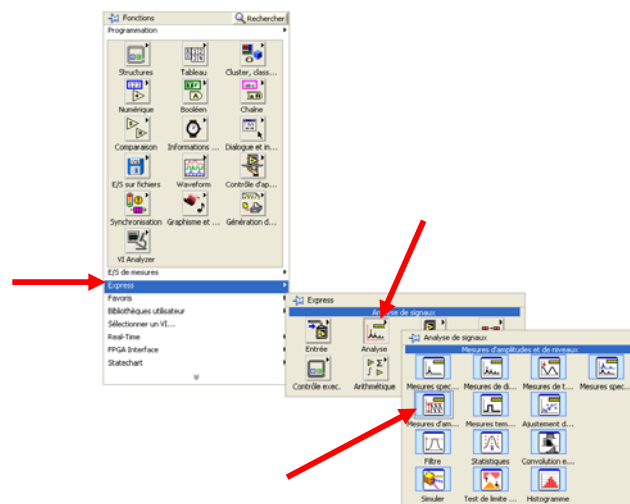 Fonctions
Rechercher
Programmation
Structures
Tableau
Cluster, class...
Numérique
Booléen
Chaîne
Comparaison
Informations ...
Dialogue et in...
E/S sur fichiers
Waveform
Contrôle d'ap...
Synchronisation
Graphisme et ...
Génération d...
VI Analyzer
E/S de mesures
Express
Favoris
Bibliothèques utilisateur
Sélectionner un VI...
Real-Time
FPGA Interface
Statechart
Express
Analyse de signaux
Entrée
Analyse
Contrôle exec.
Arithmétique
Analyse de signaux
Mesures d'amplitudes et de niveaux
Mesures spec...
Mesures de di...
Mesures de t...
Mesures spec...
Mesures d'am...
Mesures tem...
Ajustement d...
Filtre
Statistiques
Convolution e...
Simuler
Test de limite ...
Histogramme